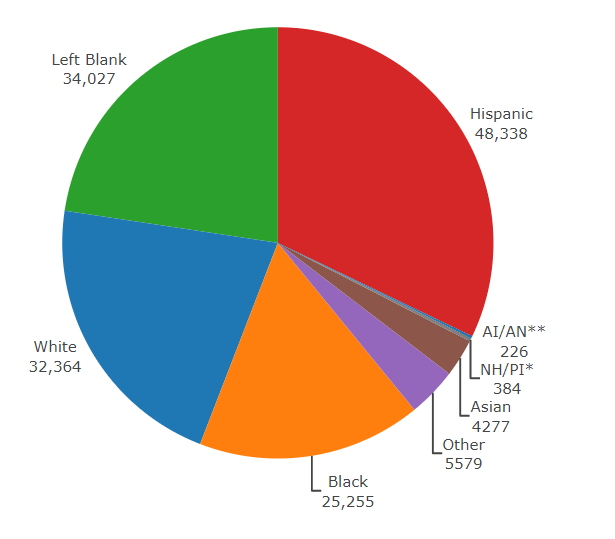 Left Blank
34,027
Hispanic
48,338
AI/AN**
226
NH/PI*
384
Asian
4277
Other
5579
Black
25,255
White
32,364